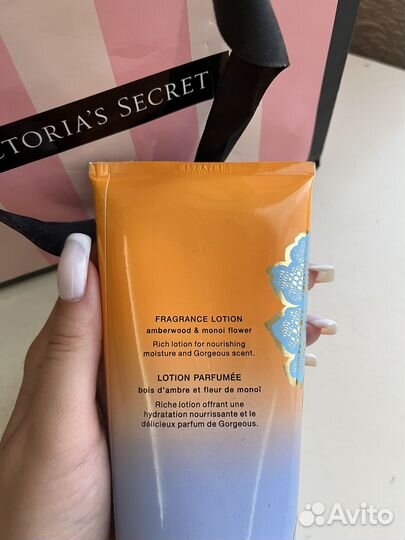 CTORIA'S SECRET
FRAGRANCE LOTION
amberwood & monoi flower
Rich lotion for nourishing
moisture and Gorgeous scent.
LOTION PARFUMÉE
bois d'ambre et fleur de monoï
Riche lotion offrant une
hydratation nourrissante et le
délicieux parfum de Gorgeous.
Avito